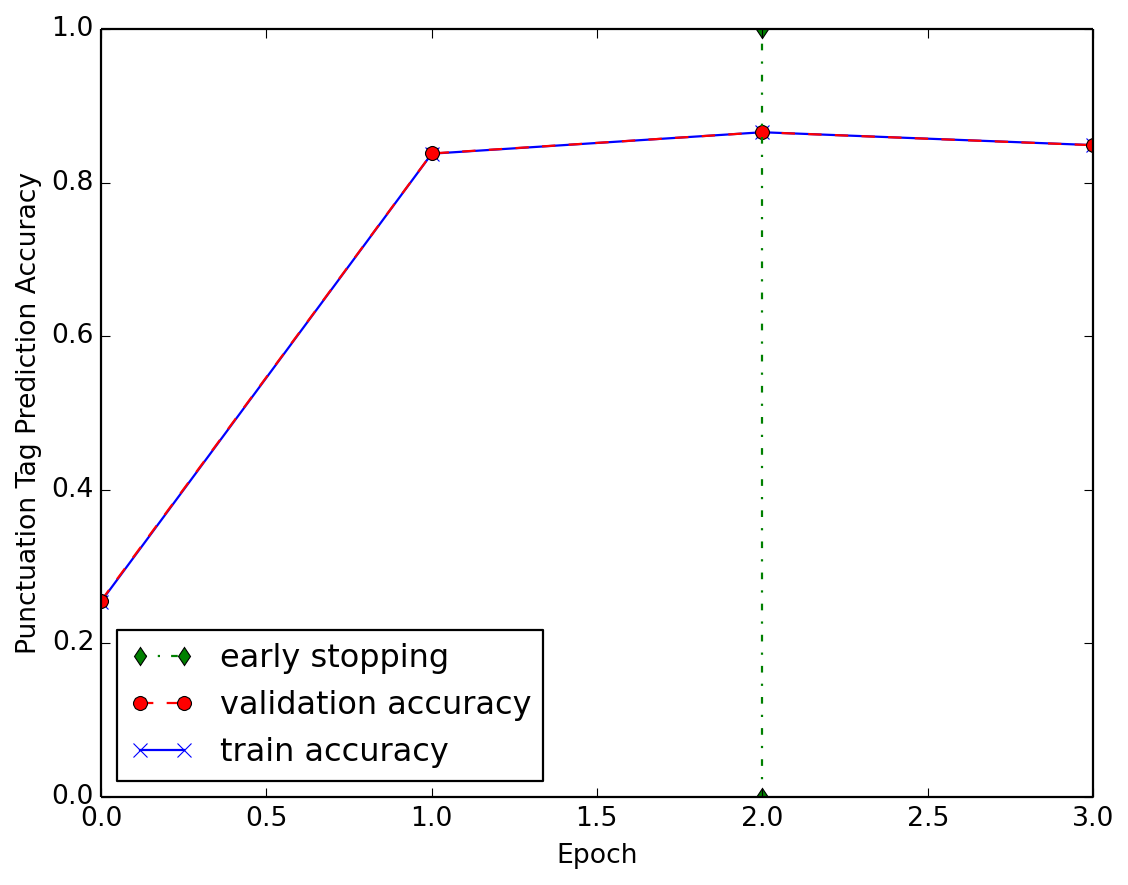 1.0
0.8
0.6
0.4
0.2
0.0
Punctuation Tag Prediction Accuracy
early stopping
validation accuracy
train accuracy
0.0 0.5 1.0 1.5 2.0 2.5 3.0
Epoch